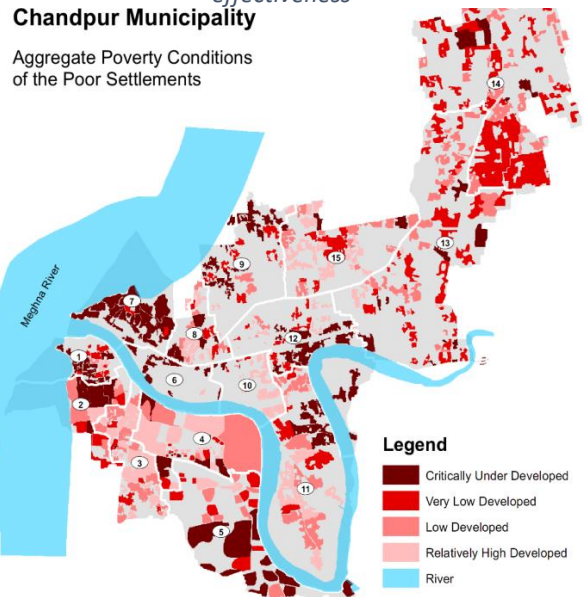 effectiveness
Chandpur Municipality
Aggregate Poverty Conditions
of the Poor Settlements
14
13
9
15
Meghna River
7
8
12
1
6
10
2
4
3
11
5
Legend
Critically Under Developed
Very Low Developed
Low Developed
Relatively High Developed
River